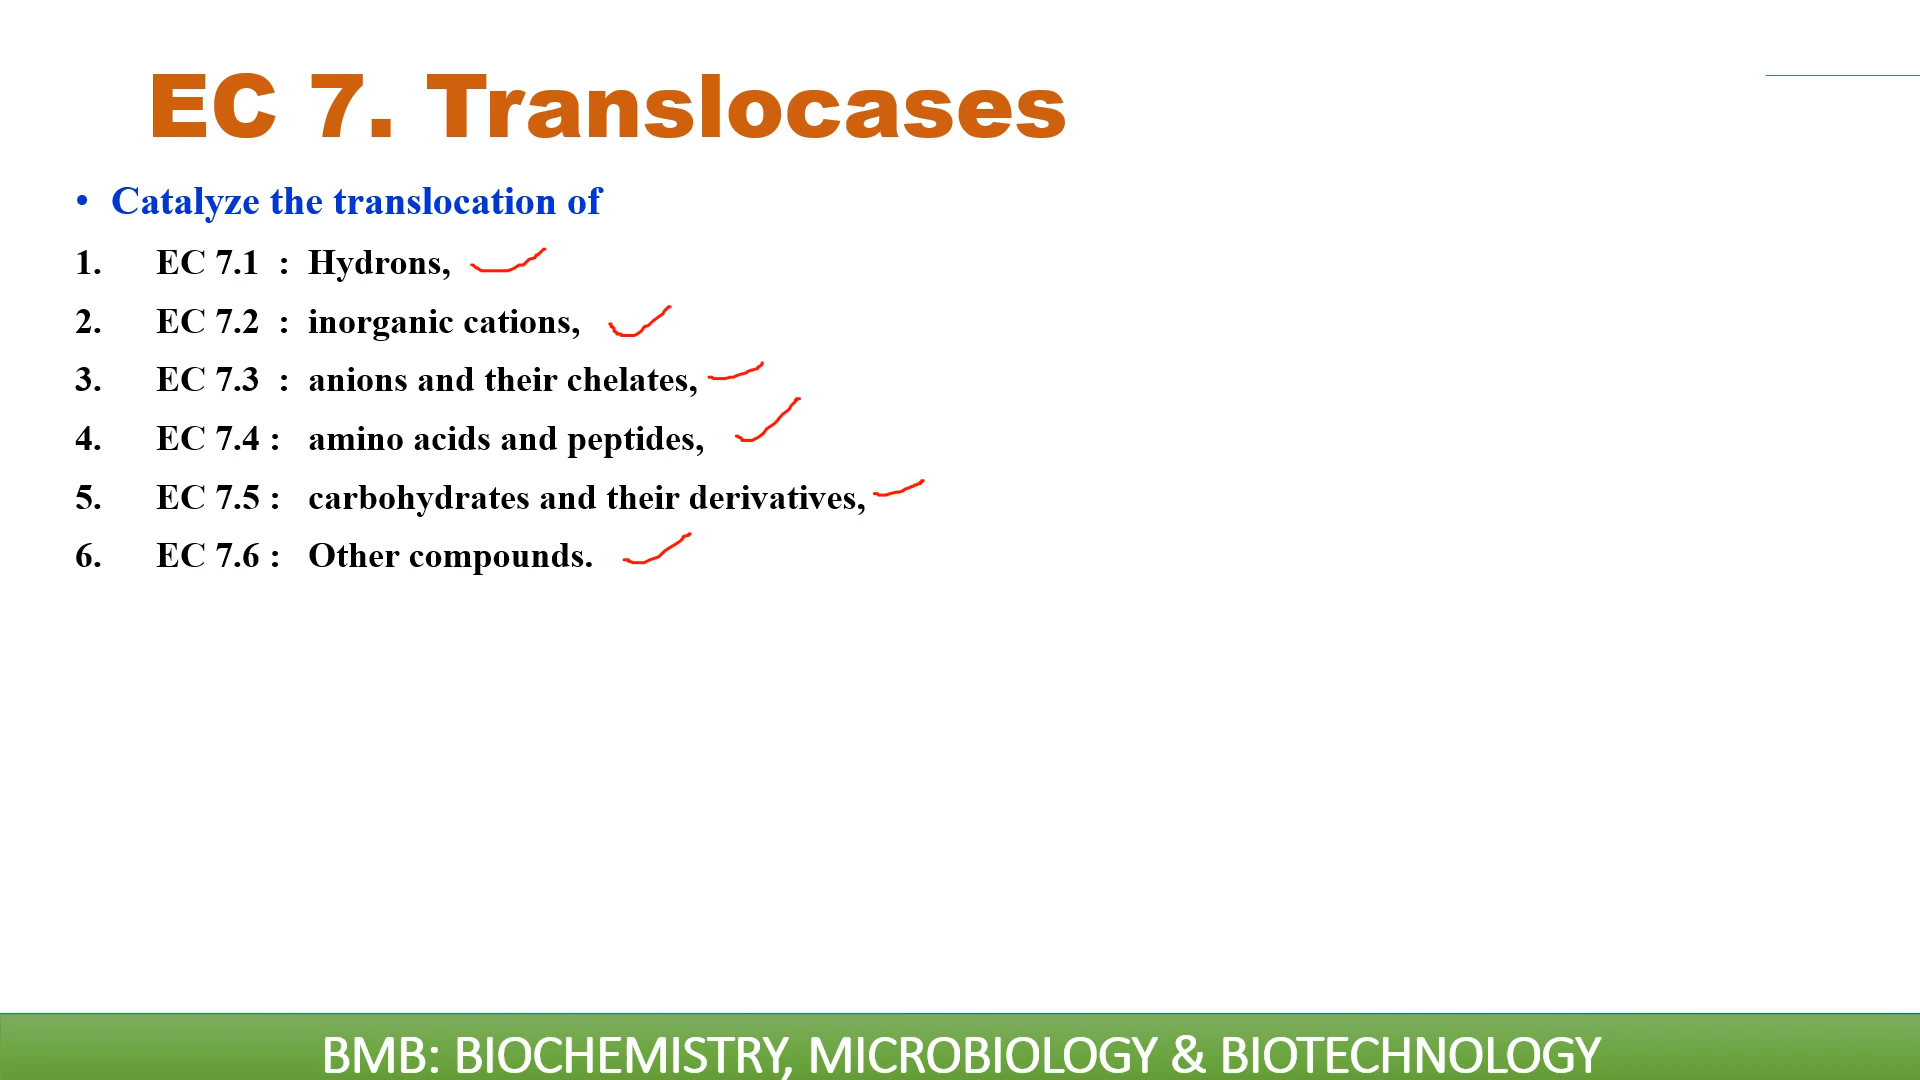 EC 7. Translocases
• Catalyze the translocation of
1. EC 7.1 : Hydrons,
2. EC 7.2 : inorganic cations,
3. EC 7.3 : anions and their chelates,
4. EC 7.4 : amino acids and peptides,
5. EC 7.5 : carbohydrates and their derivatives,
6. EC 7.6 : Other compounds.
BMB: BIOCHEMISTRY, MICROBIOLOGY & BIOTECHNOLOGY